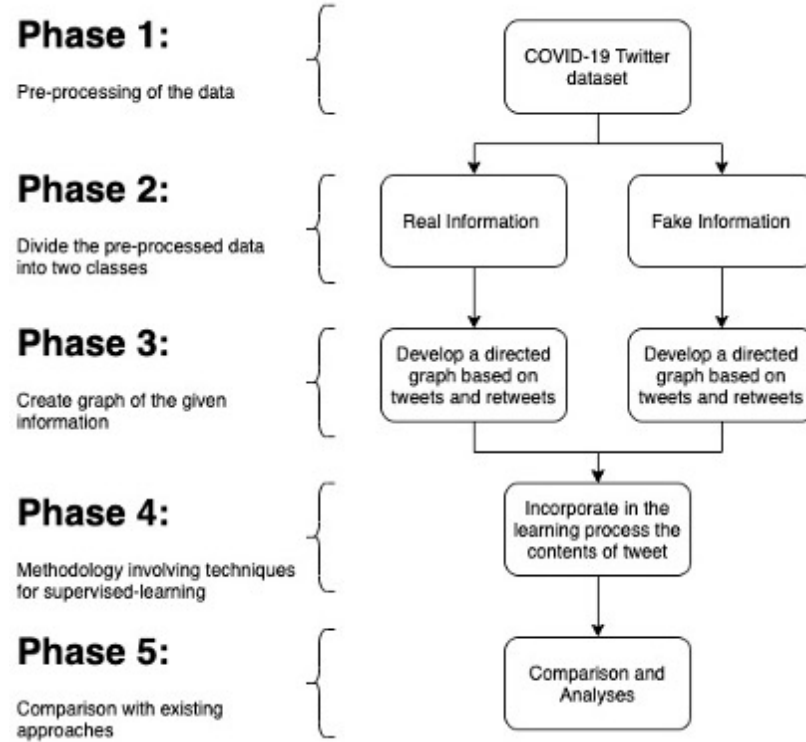 Phase 1:
Pre-processing of the data
COVID-19 Twitter
dataset
Phase 2:
Divide the pre-processed data
into two classes
Real Information
Fake Information
Phase 3:
Create graph of the given
information
Develop a directed
graph based on
tweets and retweets
Develop a directed
graph based on
tweets and retweets
Phase 4:
Methodology involving techniques
for supervised-learning
Incorporate in the
learning process the
contents of tweet
Phase 5:
Comparison with existing
approaches
Comparison and
Analyses